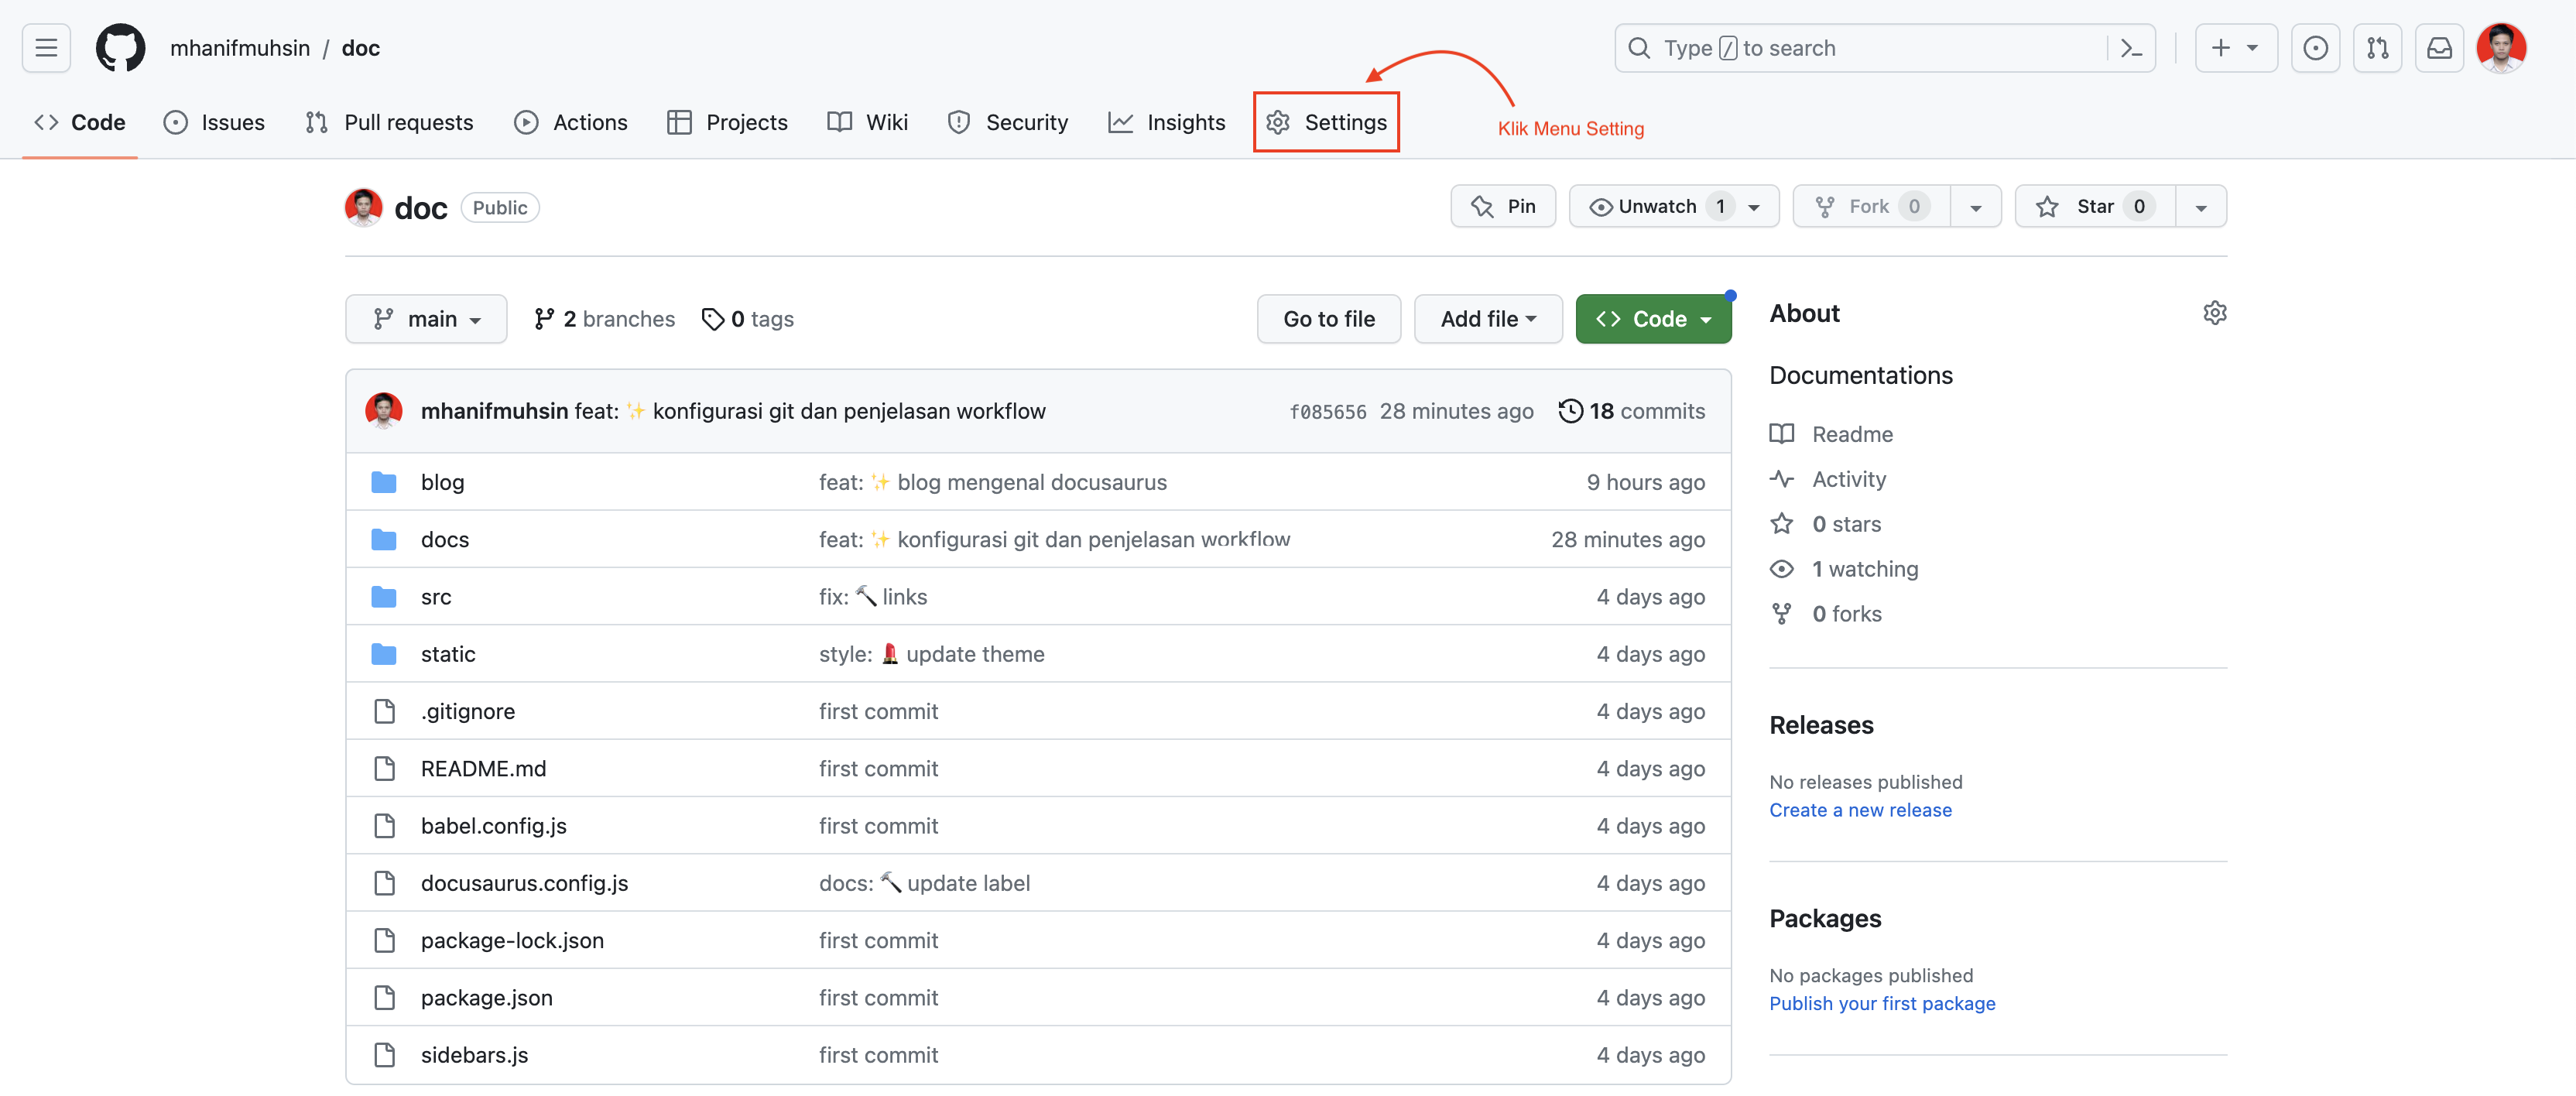 mhanifmuhsin / doc
Type / to search
Code Issues Pull requests Actions Projects Wiki Security Insights Settings
Klik Menu Setting
doc Public
Pin Unwatch 1 Fork 0 Star 0
main 2 branches 0 tags Go to file Add file Code
mhanifmuhsin feat: ✨ konfigurasi git dan penjelasan workflow f085656 28 minutes ago 18 commits
blog feat: ✨ blog mengenal docusaurus 9 hours ago
docs feat: ✨ konfigurasi git dan penjelasan workflow 28 minutes ago
src fix: 🔨 links 4 days ago
static style: 💄 update theme 4 days ago
.gitignore first commit 4 days ago
README.md first commit 4 days ago
babel.config.js first commit 4 days ago
docusaurus.config.js docs: 🔨 update label 4 days ago
package-lock.json first commit 4 days ago
package.json first commit 4 days ago
sidebars.js first commit 4 days ago
About
Documentations
Readme
Activity
0 stars
1 watching
0 forks
Releases
No releases published
Create a new release
Packages
No packages published
Publish your first package